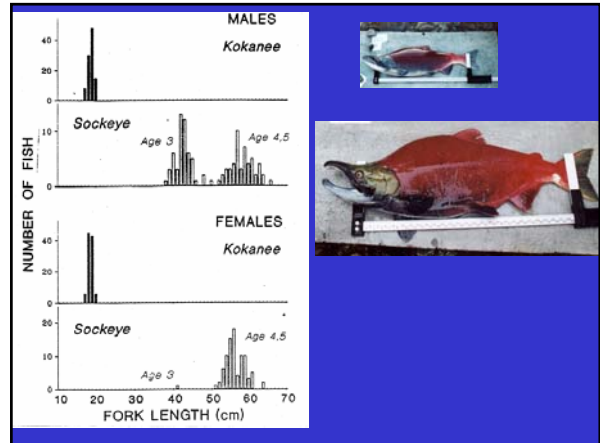 MALES
Kokanee
40
20
0
Sockeye
Age 3
Age 4,5
10
5
0
NUMBER OF FISH
FEMALES
Kokanee
40
20
0
Sockeye
Age 4,5
Age 3
20
10
0
10 20 30 40 50 60 70
FORK LENGTH (cm)